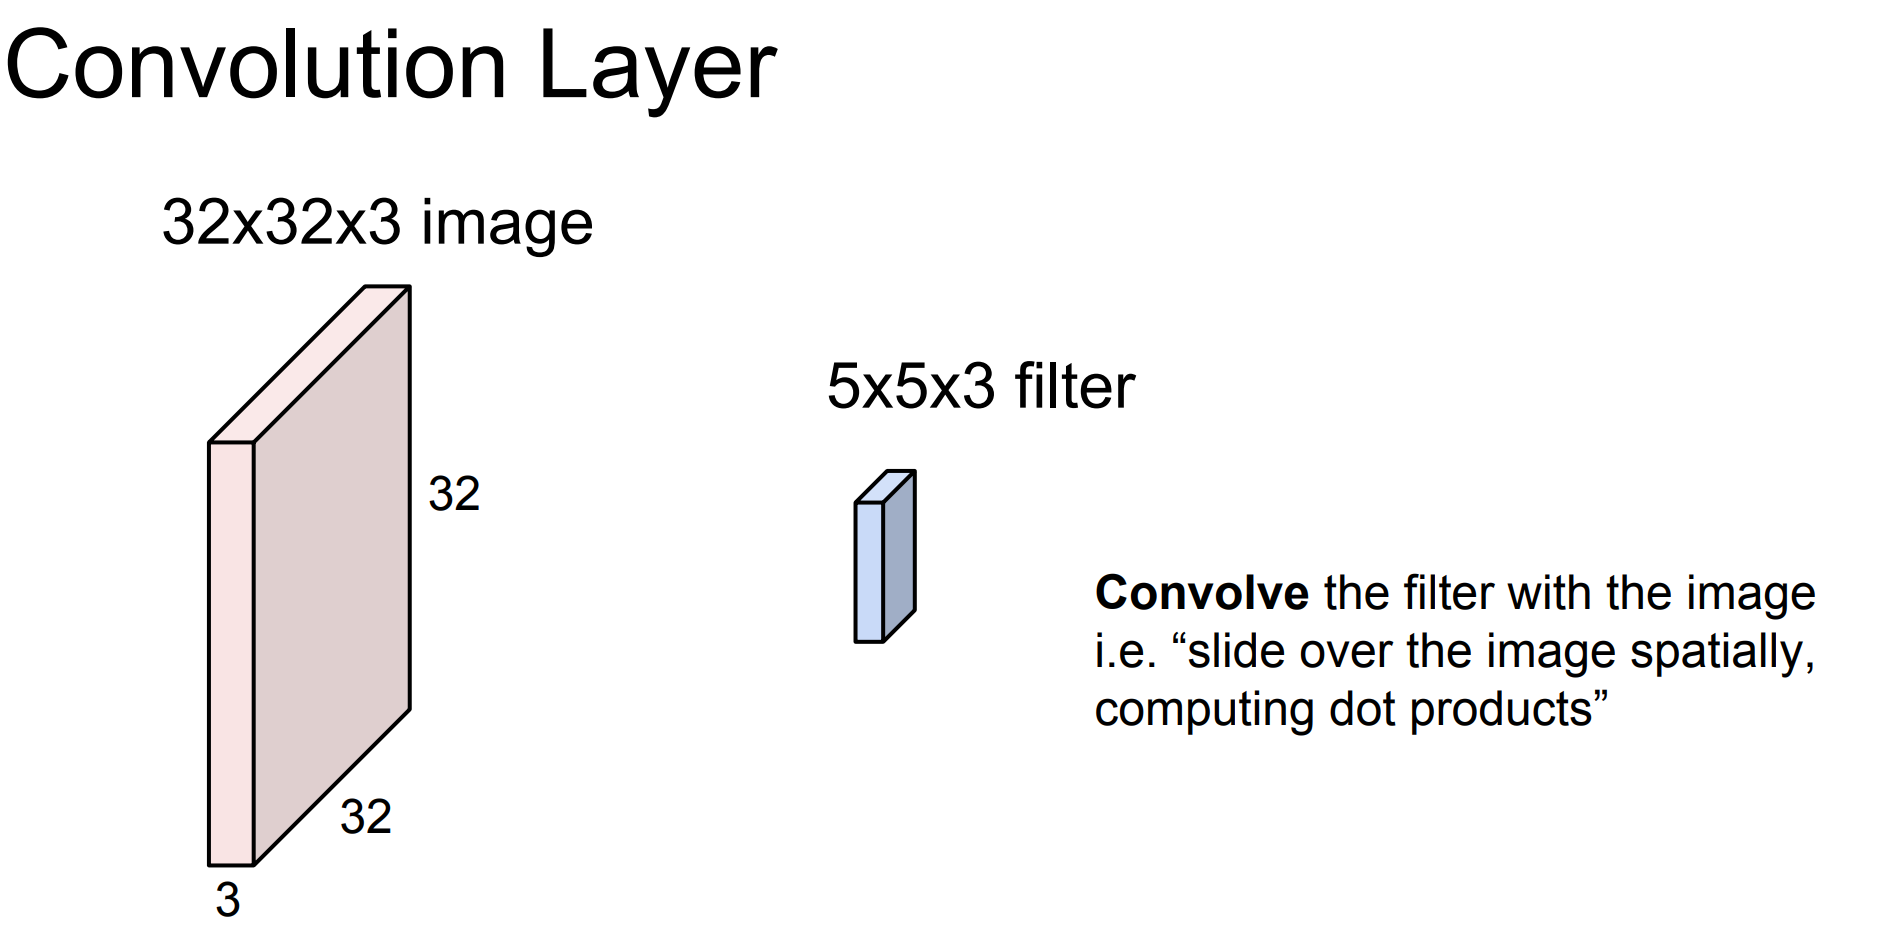 Convolution Layer
32x32x3 image
5x5x3 filter
32
Convolve the filter with the image
i.e. “slide over the image spatially,
computing dot products”
32
3